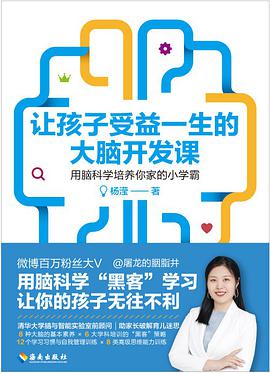 让孩子受益一生的
大脑开发课
用脑科学培养你家的小学霸
杨滢——著
微博百万粉丝大V @屠龙的胭脂井
用脑科学“黑客”学习
让你的孩子无往不利
清华大学脑与智能实验室前顾问 | 助家长破解育儿迷思
8 种大脑的基本素养 × 6 大学科培训的“黑客”策略
12 个学习习惯与自我管理训练 × 8 类高级思维能力训练
海南出版社